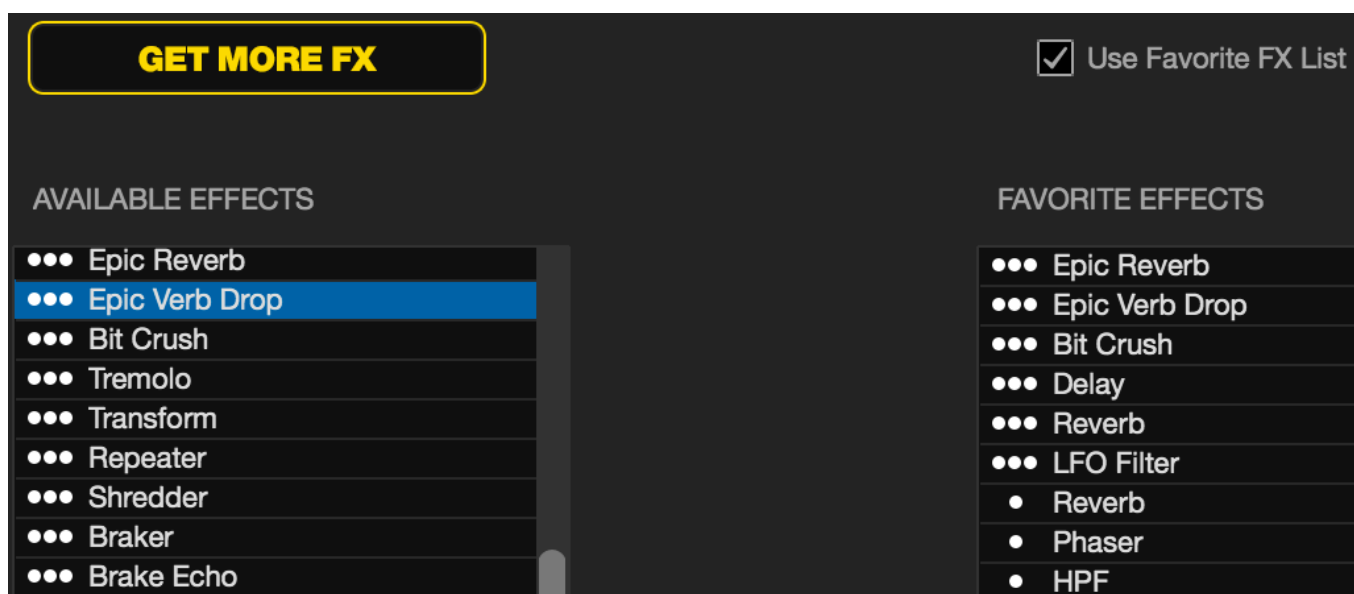 GET MORE FX
Use Favorite FX List
AVAILABLE EFFECTS
Epic Reverb
Epic Verb Drop
Bit Crush
Tremolo
Transform
Repeater
Shredder
Braker
Brake Echo
FAVORITE EFFECTS
Epic Reverb
Epic Verb Drop
Bit Crush
Delay
Reverb
LFO Filter
Reverb
Phaser
HPF